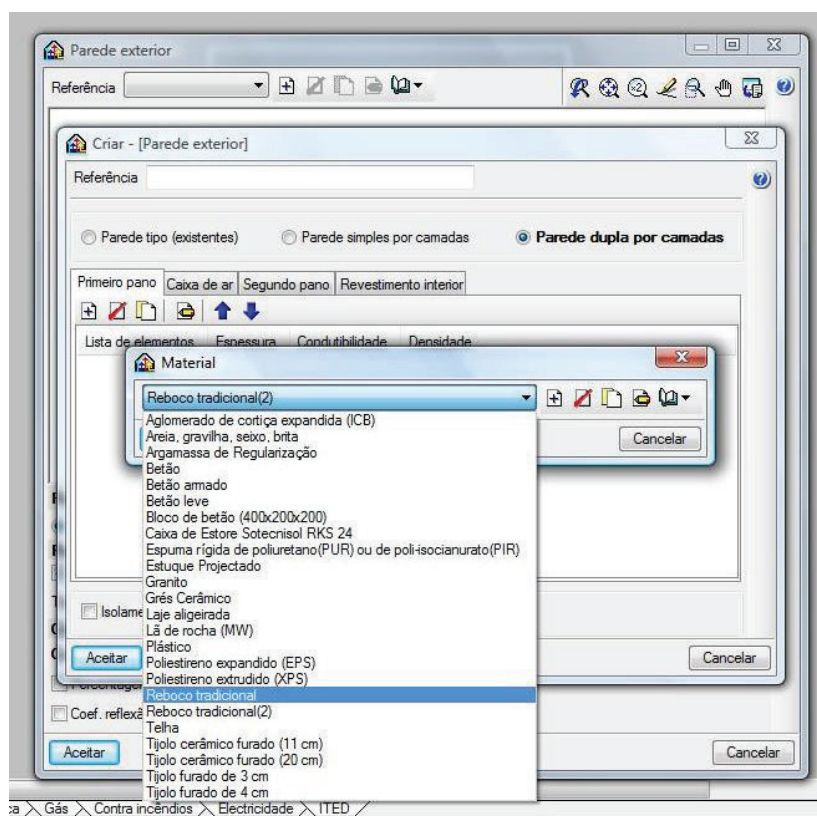 Parede exterior
Referência
Criar - [Parede exterior]
Referência
Parede tipo (existentes) Parede simples por camadas Parede dupla por camadas
Primeiro pano Caixa de ar Segundo pano Revestimento interior
Lista de elementos Espessura Condutibilidade Densidade
Material
Reboco tradicional(2)
Cancelar
Aglomerado de cortiça expandida (ICB)
Areia, gravilha, seixo, brita
Argamassa de Regularização
Betão
Betão armado
Betão leve
Bloco de betão (400x200x200)
Caixa de Estore Sotecnisol RKS 24
Espuma rígida de poliuretano(PUR) ou de poli-isocianurato(PIR)
Estuque Projectado
Granito
Grés Cerâmico
Laje aligeirada
Lã de rocha (MW)
Plástico
Poliestireno expandido (EPS)
Poliestireno extrudido (XPS)
Reboco tradicional
Reboco tradicional(2)
Telha
Tijolo cerâmico furado (11 cm)
Tijolo cerâmico furado (20 cm)
Tijolo furado de 3 cm
Tijolo furado de 4 cm
Isolame
Aceitar Cancelar
Coef. reflexã
Aceitar Cancelar
ca Gás Contra incêndios Electricidade ITED